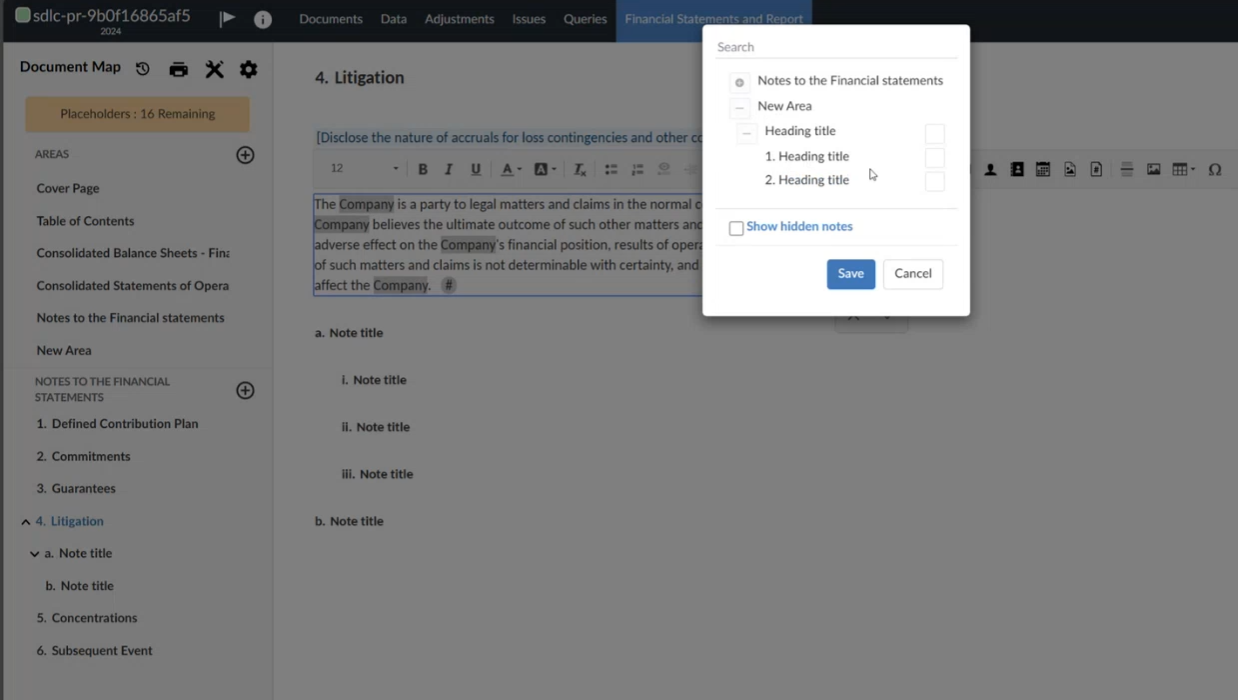 sdlc-pr-9b0f16865af5
2024
Documents
Data
Adjustments
Issues
Queries
Financial Statements and Report
Document Map
Placeholders : 16 Remaining
AREAS
Cover Page
Table of Contents
Consolidated Balance Sheets - Fina
Consolidated Statements of Opera
Notes to the Financial statements
New Area
NOTES TO THE FINANCIAL
STATEMENTS
1. Defined Contribution Plan
2. Commitments
3. Guarantees
4. Litigation
a. Note title
b. Note title
5. Concentrations
6. Subsequent Event
4. Litigation
[Disclose the nature of accruals for loss contingencies and other co
12
B I U A A Tx
The Company is a party to legal matters and claims in the normal c
Company believes the ultimate outcome of such other matters and
adverse effect on the Company's financial position, results of opera
of such matters and claims is not determinable with certainty, and
affect the Company. #
a. Note title
i. Note title
ii. Note title
iii. Note title
b. Note title
Search
Notes to the Financial statements
New Area
Heading title
1. Heading title
2. Heading title
Show hidden notes
Save
Cancel